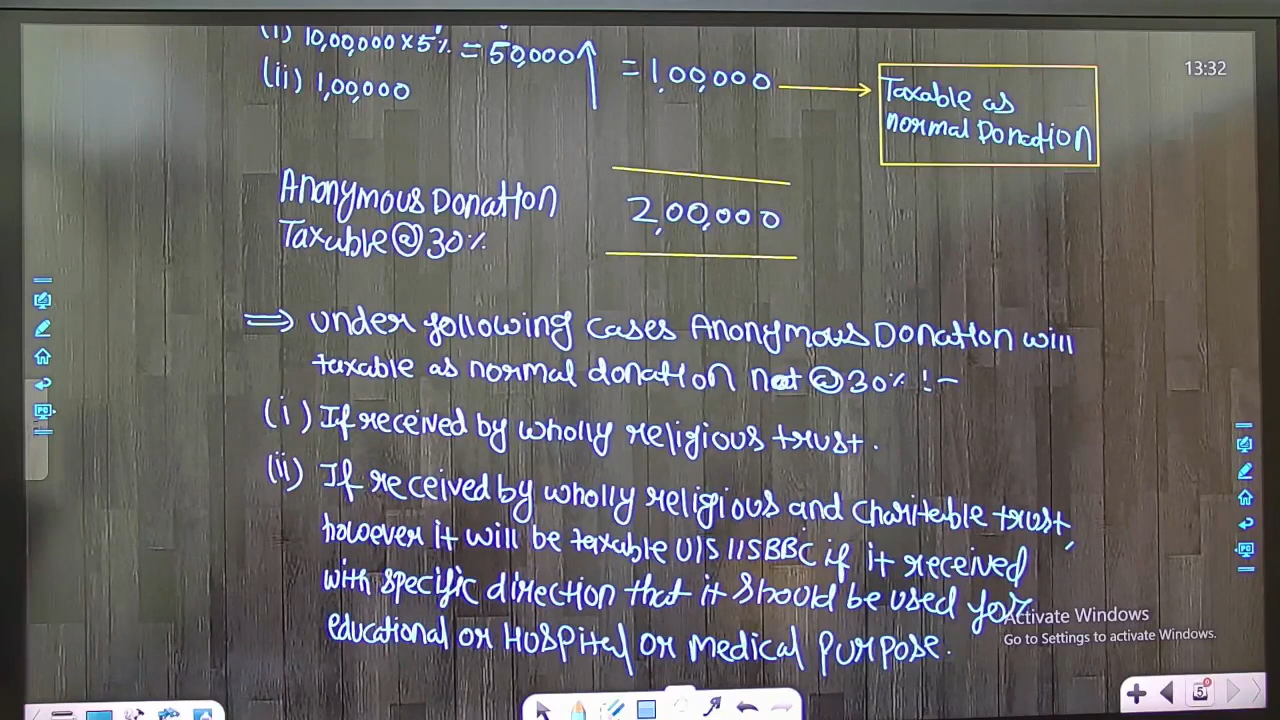 (i) 10,00,000 × 5% = 50,000
(ii) 1,00,000
= 1,00,000
Taxable as
normal Donation
13:32
Anonymous Donation
Taxable @ 30%
2,00,000
⇒ Under following cases Anonymous Donation will
taxable as normal donation not @ 30% !-
(i) If received by wholly religious trust.
(ii) If received by wholly religious and charitable trust,
however it will be taxable U/S 115BBC if it received
with specific direction that it should be used for
educational or Hospital or medical purpose.
Activate Windows
Go to Settings to activate Windows.
5